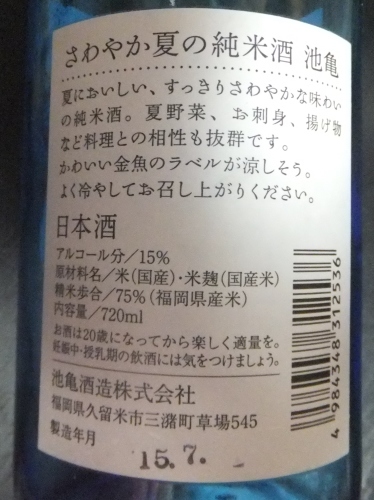 さわやか夏の純米酒 池亀
夏においしい、すっきりさわやかな味わい
の純米酒。夏野菜、お刺身、揚げ物
など料理との相性も抜群です。
かわいい金魚のラベルが涼しそう。
よく冷やしてお召し上がりください。
日本酒
アルコール分/15%
原材料名/米(国産)・米麹(国産米)
精米歩合/75%(福岡県産米)
内容量/720ml
お酒は20歳になってから楽しく適量を。
妊娠中・授乳期の飲酒には気をつけましょう。
池亀酒造株式会社
福岡県久留米市三潴町草場545
製造年月
15.7.
4984348312536